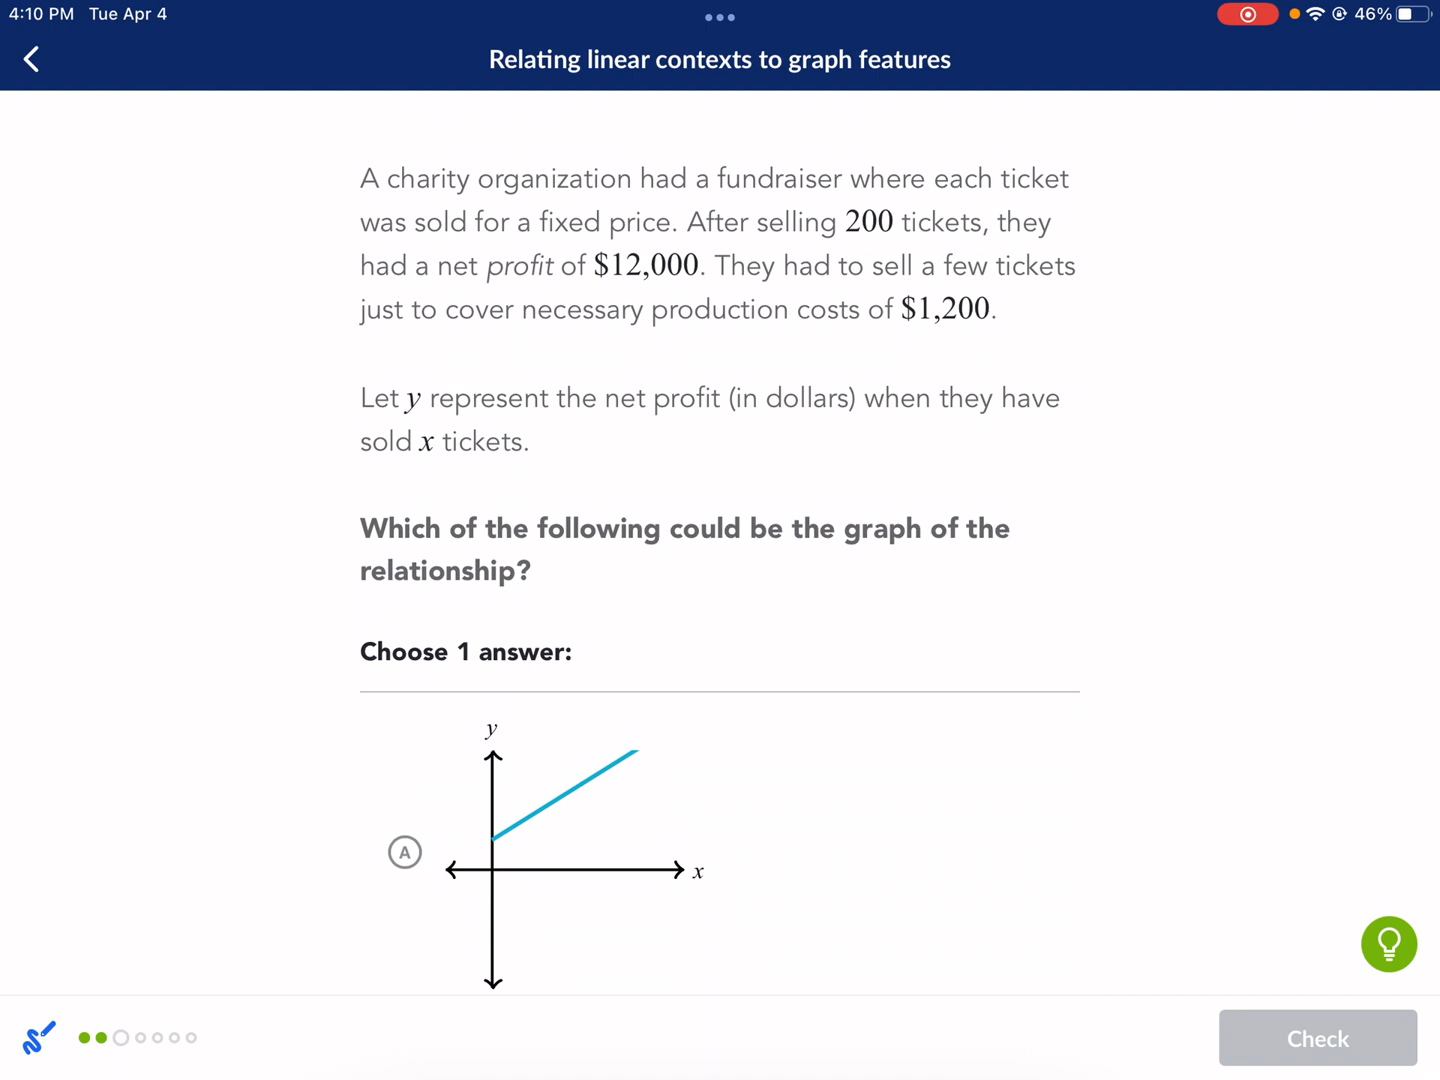 4:10 PM Tue Apr 4
46%
Relating linear contexts to graph features
A charity organization had a fundraiser where each ticket
was sold for a fixed price. After selling 200 tickets, they
had a net profit of $12,000. They had to sell a few tickets
just to cover necessary production costs of $1,200.
Let y represent the net profit (in dollars) when they have
sold x tickets.
Which of the following could be the graph of the
relationship?
Choose 1 answer:
y
A
x
Check